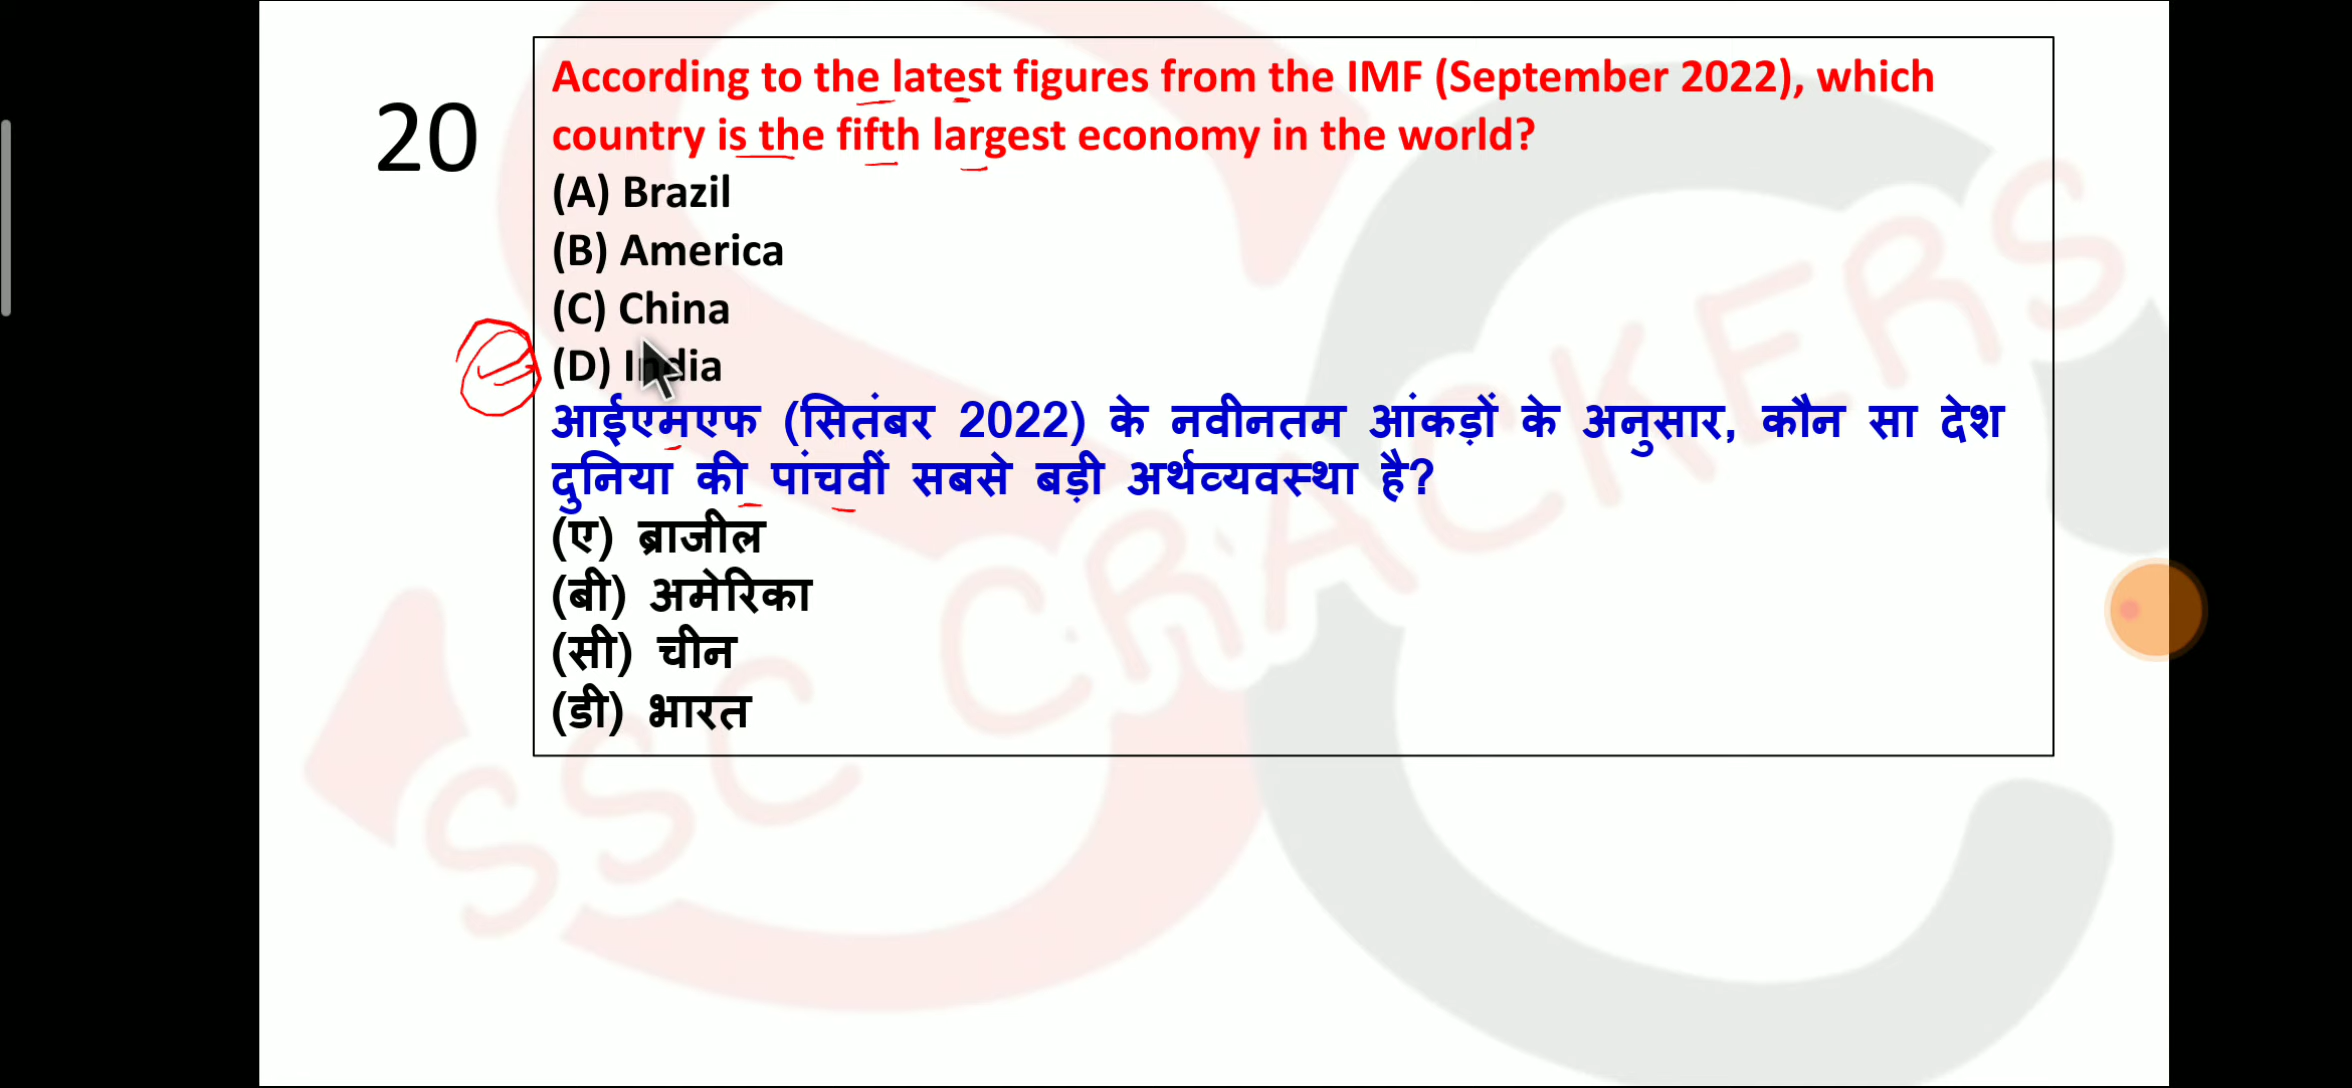 20
According to the latest figures from the IMF (September 2022), which
country is the fifth largest economy in the world?
(A) Brazil
(B) America
(C) China
(D) India
आईएमएफ (सितंबर 2022) के नवीनतम आंकड़ों के अनुसार, कौन सा देश
दुनिया की पांचवीं सबसे बड़ी अर्थव्यवस्था है?
(ए) ब्राजील
(बी) अमेरिका
(सी) चीन
(डी) भारत
SSC CRACKERS